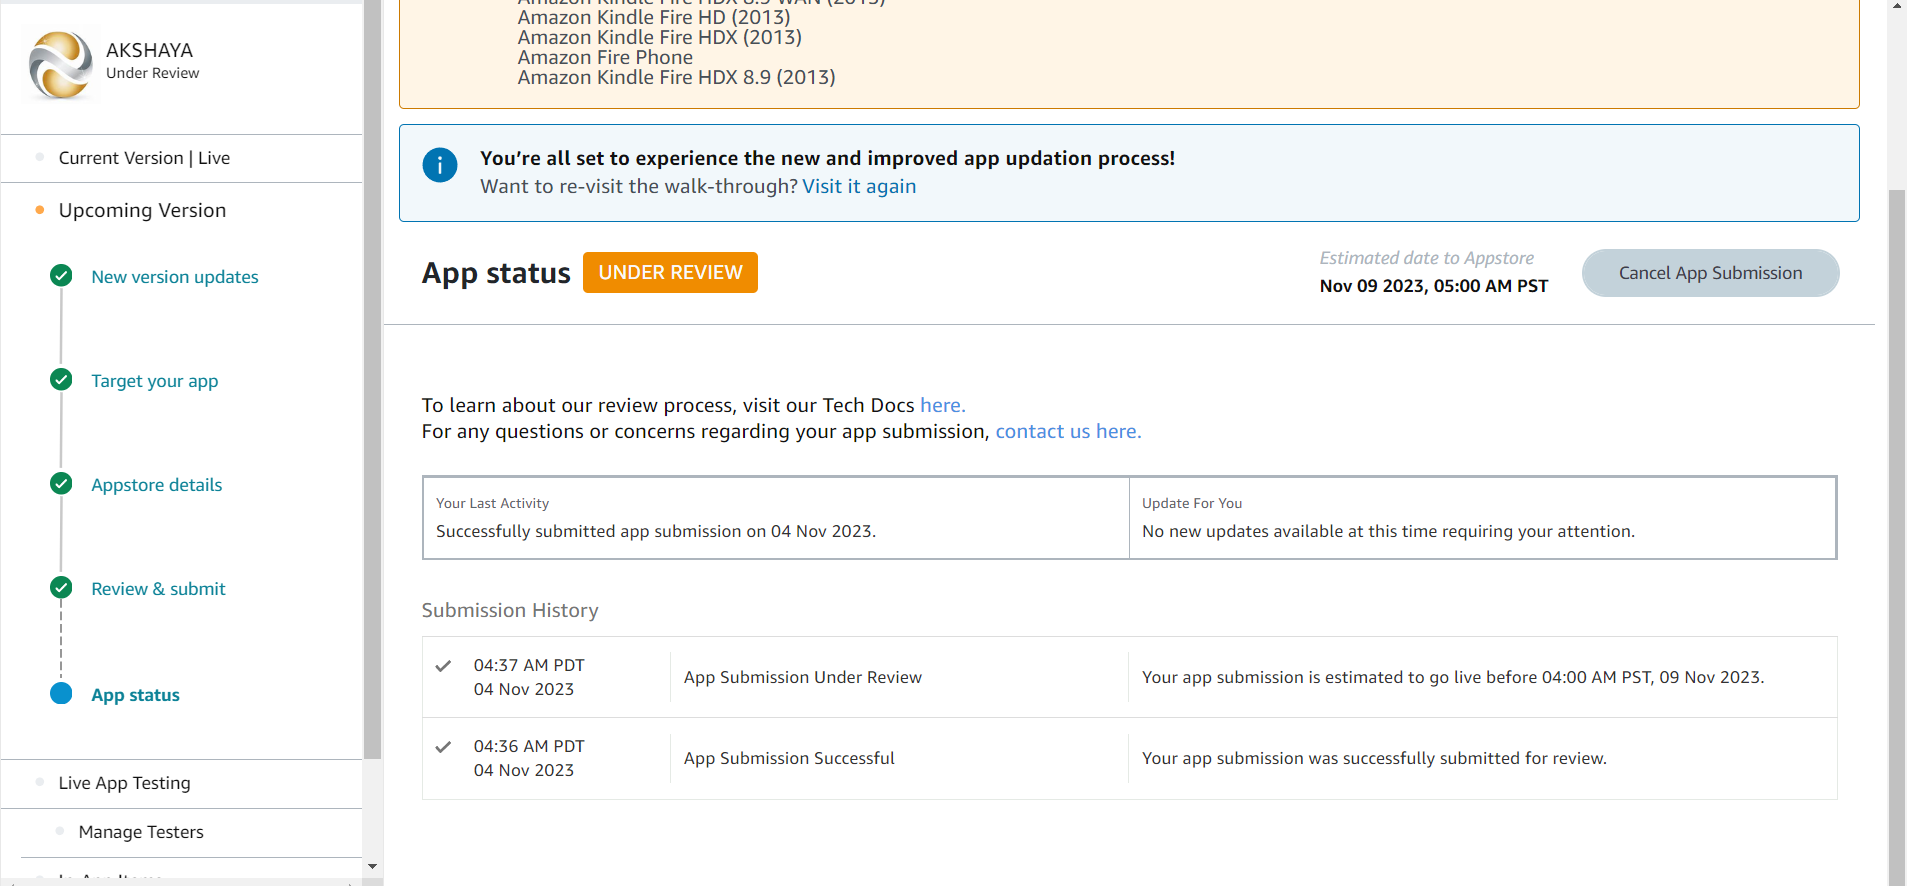 AKSHAYA
Under Review
Current Version | Live
Upcoming Version
New version updates
Target your app
Appstore details
Review & submit
App status
Live App Testing
Manage Testers
Amazon Kindle Fire HDX 8.9 WAN (2013)
Amazon Kindle Fire HD (2013)
Amazon Kindle Fire HDX (2013)
Amazon Fire Phone
Amazon Kindle Fire HDX 8.9 (2013)
You’re all set to experience the new and improved app updation process!
Want to re-visit the walk-through? Visit it again
App status UNDER REVIEW
Estimated date to Appstore
Nov 09 2023, 05:00 AM PST
Cancel App Submission
To learn about our review process, visit our Tech Docs here.
For any questions or concerns regarding your app submission, contact us here.
Your Last Activity
Successfully submitted app submission on 04 Nov 2023.
Update For You
No new updates available at this time requiring your attention.
Submission History
04:37 AM PDT
04 Nov 2023
App Submission Under Review
Your app submission is estimated to go live before 04:00 AM PST, 09 Nov 2023.
04:36 AM PDT
04 Nov 2023
App Submission Successful
Your app submission was successfully submitted for review.